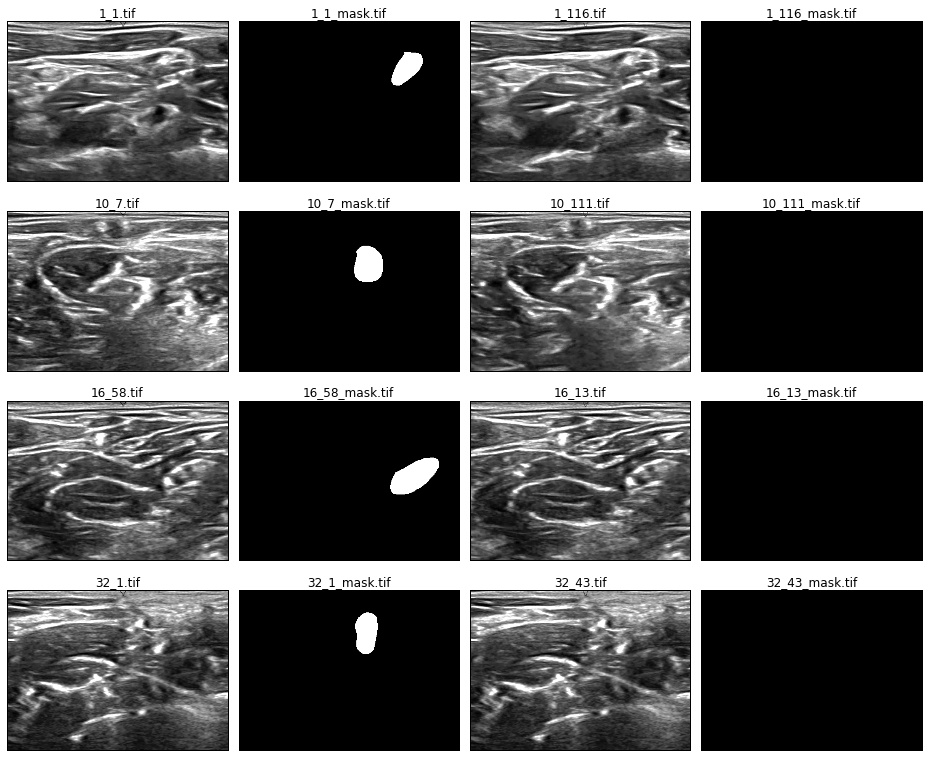 1_1.tif 1_1_mask.tif 1_116.tif 1_116_mask.tif
10_7.tif 10_7_mask.tif 10_111.tif 10_111_mask.tif
16_58.tif 16_58_mask.tif 16_13.tif 16_13_mask.tif
32_1.tif 32_1_mask.tif 32_43.tif 32_43_mask.tif